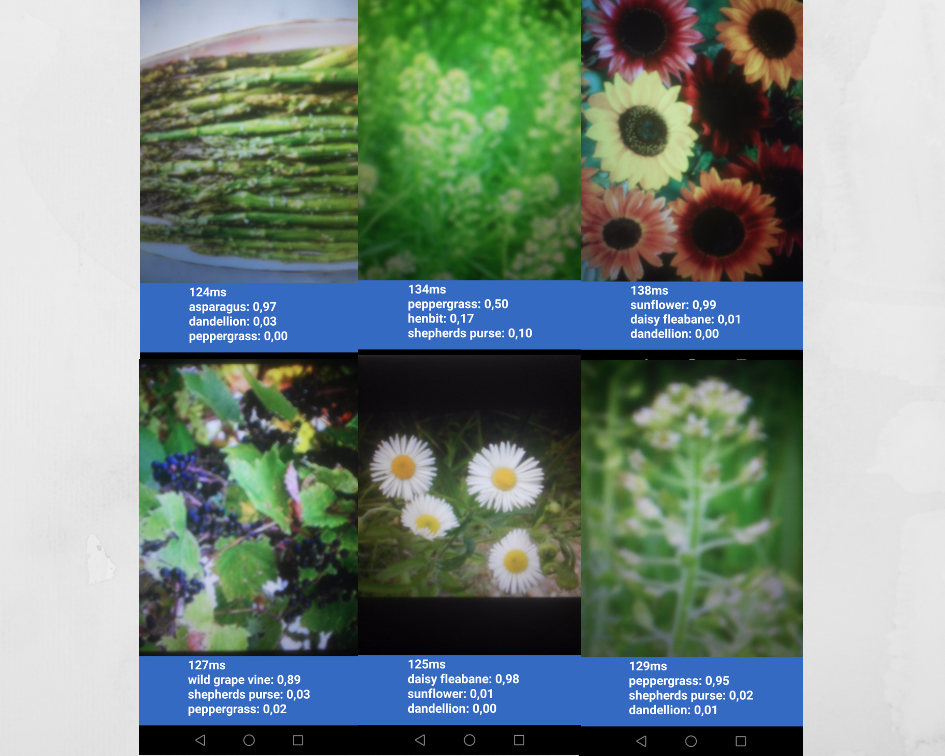 124ms
asparagus: 0,97
dandellion: 0,03
peppergrass: 0,00
134ms
peppergrass: 0,50
henbit: 0,17
shepherds purse: 0,10
138ms
sunflower: 0,99
daisy fleabane: 0,01
dandellion: 0,00
127ms
wild grape vine: 0,89
shepherds purse: 0,03
peppergrass: 0,02
125ms
daisy fleabane: 0,98
sunflower: 0,01
dandellion: 0,00
129ms
peppergrass: 0,95
shepherds purse: 0,02
dandellion: 0,01